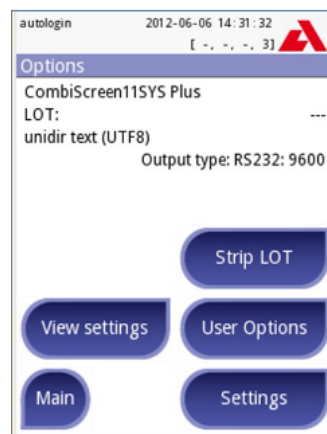 autologin 2012-06-06 14:31:32
[ -, -, -, 3]
Options
CombiScreen11SYS Plus
LOT: ---
unidir text (UTF8)
Output type: RS232: 9600
Strip LOT
View settings User Options
Main Settings